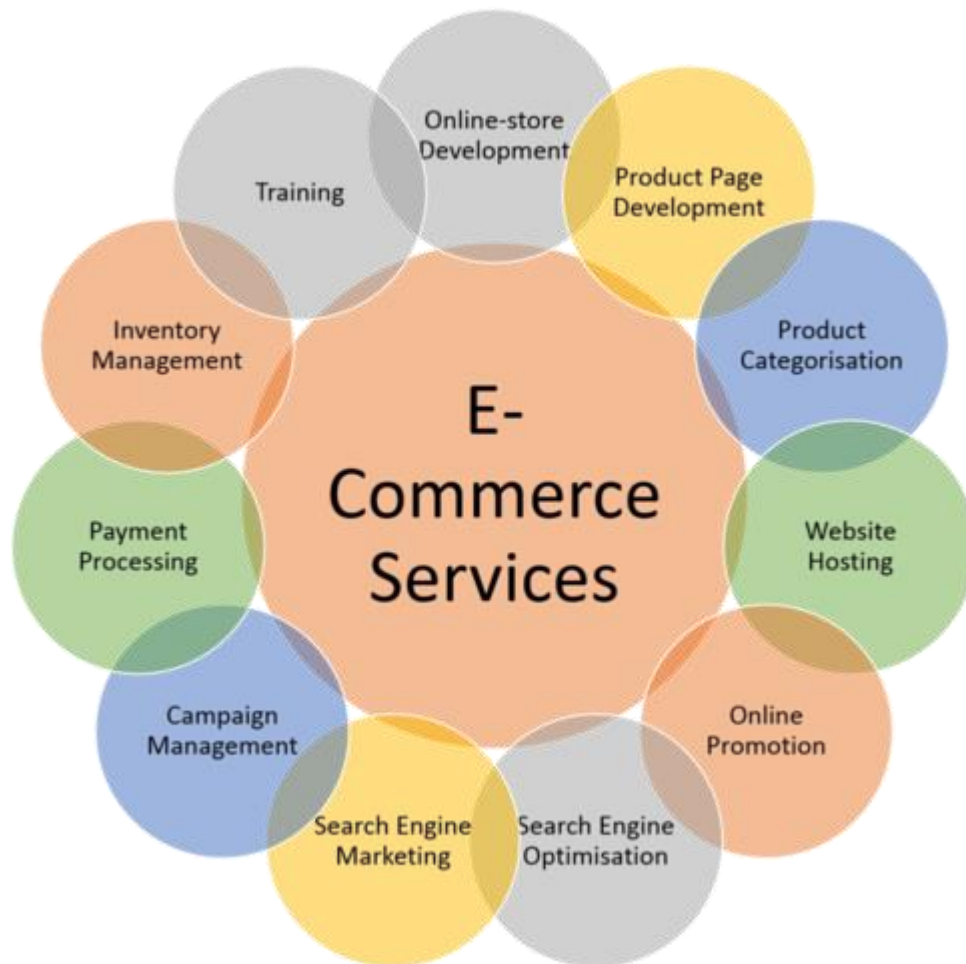 E-
Commerce
Services
Online-store
Development
Product Page
Development
Product
Categorisation
Website
Hosting
Online
Promotion
Search Engine
Optimisation
Search Engine
Marketing
Campaign
Management
Payment
Processing
Inventory
Management
Training